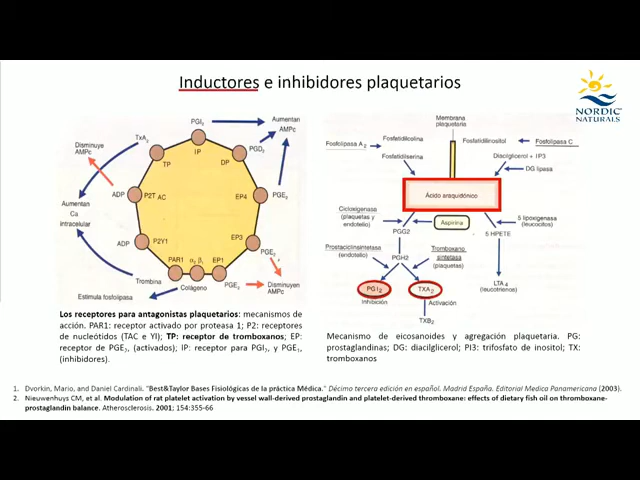 Inductores e inhibidores plaquetarios
NORDIC
NATURALS
PGI₂
Aumentan
AMPc
TxA₂
PGD₂
Disminuye
AMPc
IP
TP
DP
ADP
P2T AC
EP4
PGE₂
Aumentan
Ca
intracelular
ADP
P2Y1
EP3
PGE₂
PAR1
α₂ β₁
EP1
Trombina
Colágeno
PGE₂
Disminuyen
AMPc
Estimula fosfolipasa
Los receptores para antagonistas plaquetarios: mecanismos de
acción. PAR1: receptor activado por proteasa 1; P2: receptores
de nucleótidos (TAC e YI); TP: receptor de tromboxanos; EP:
receptor de PGE₂, (activados); IP: receptor para PGI₂, y PGE₁,
(inhibidores).
Membrana
plaquetaria
Fosfolipasa A₂
Fosfatidilcolina
Fosfatidilinositol
Fosfolipasa C
Fosfatidilserina
Diacilglicerol + IP3
DG lipasa
Ácido araquidónico
Cicloxigenasa
(plaquetas y
endotelio)
Aspirina
5 lipoxigenasa
(leucocitos)
PGG2
5 HPETE
Prostaciclinsintetasa
(endotelio)
PGH2
Tromboxano
sintetasa
(plaquetas)
PG I₂
TXA₂
LTA₄
(leucotrienos)
Inhibición
Activación
TXB₂
Mecanismo de eicosanoides y agregación plaquetaria. PG:
prostaglandinas; DG: diacilglicerol; PI3: trifosfato de inositol; TX:
tromboxanos
1. Dvorkin, Mario, and Daniel Cardinali. "Best&Taylor Bases Fisiológicas de la práctica Médica." Décimo tercera edición en español. Madrid España. Editorial Medico Panamericana (2003).
2. Nieuwenhuys CM, et al. Modulation of rat platelet activation by vessel wall-derived prostaglandin and platelet-derived thromboxane: effects of dietary fish oil on thromboxane-
prostaglandin balance. Atherosclerosis. 2001; 154:355-66